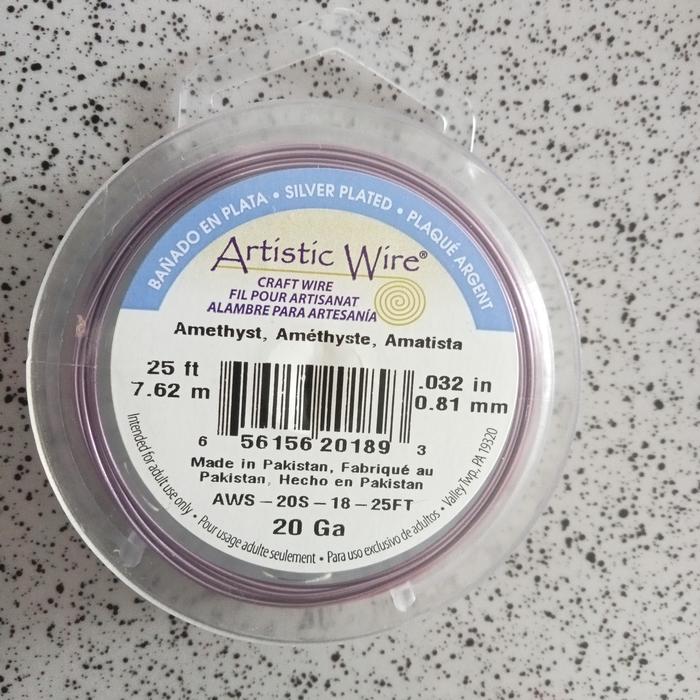 BAÑADO EN PLATA • SILVER PLATED • PLAQUÉ ARGENT
Artistic Wire®
CRAFT WIRE
FIL POUR ARTISANAT
ALAMBRE PARA ARTESANÍA
Amethyst, Améthyste, Amatista
25 ft
7.62 m
.032 in
0.81 mm
6 56156 20189 3
Made in Pakistan, Fabriqué au
Pakistan, Hecho en Pakistan
AWS – 20S – 18 – 25FT
20 Ga
Intended for adult use only • Pour usage adulte seulement • Para uso exclusivo de adultos • Valley Twp., PA 19320